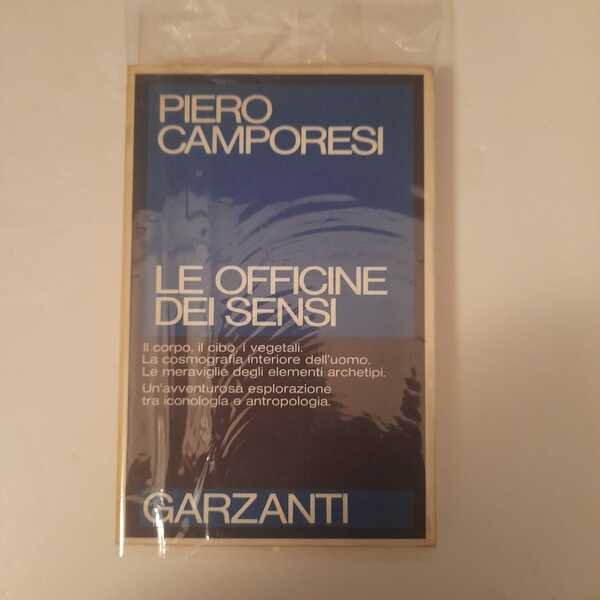 PIERO
CAMPORESI
LE OFFICINE
DEI SENSI
Il corpo, il cibo, i vegetali.
La cosmografia interiore dell'uomo.
Le meraviglie degli elementi archetipi.
Un'avventurosa esplorazione
tra iconologia e antropologia.
GARZANTI